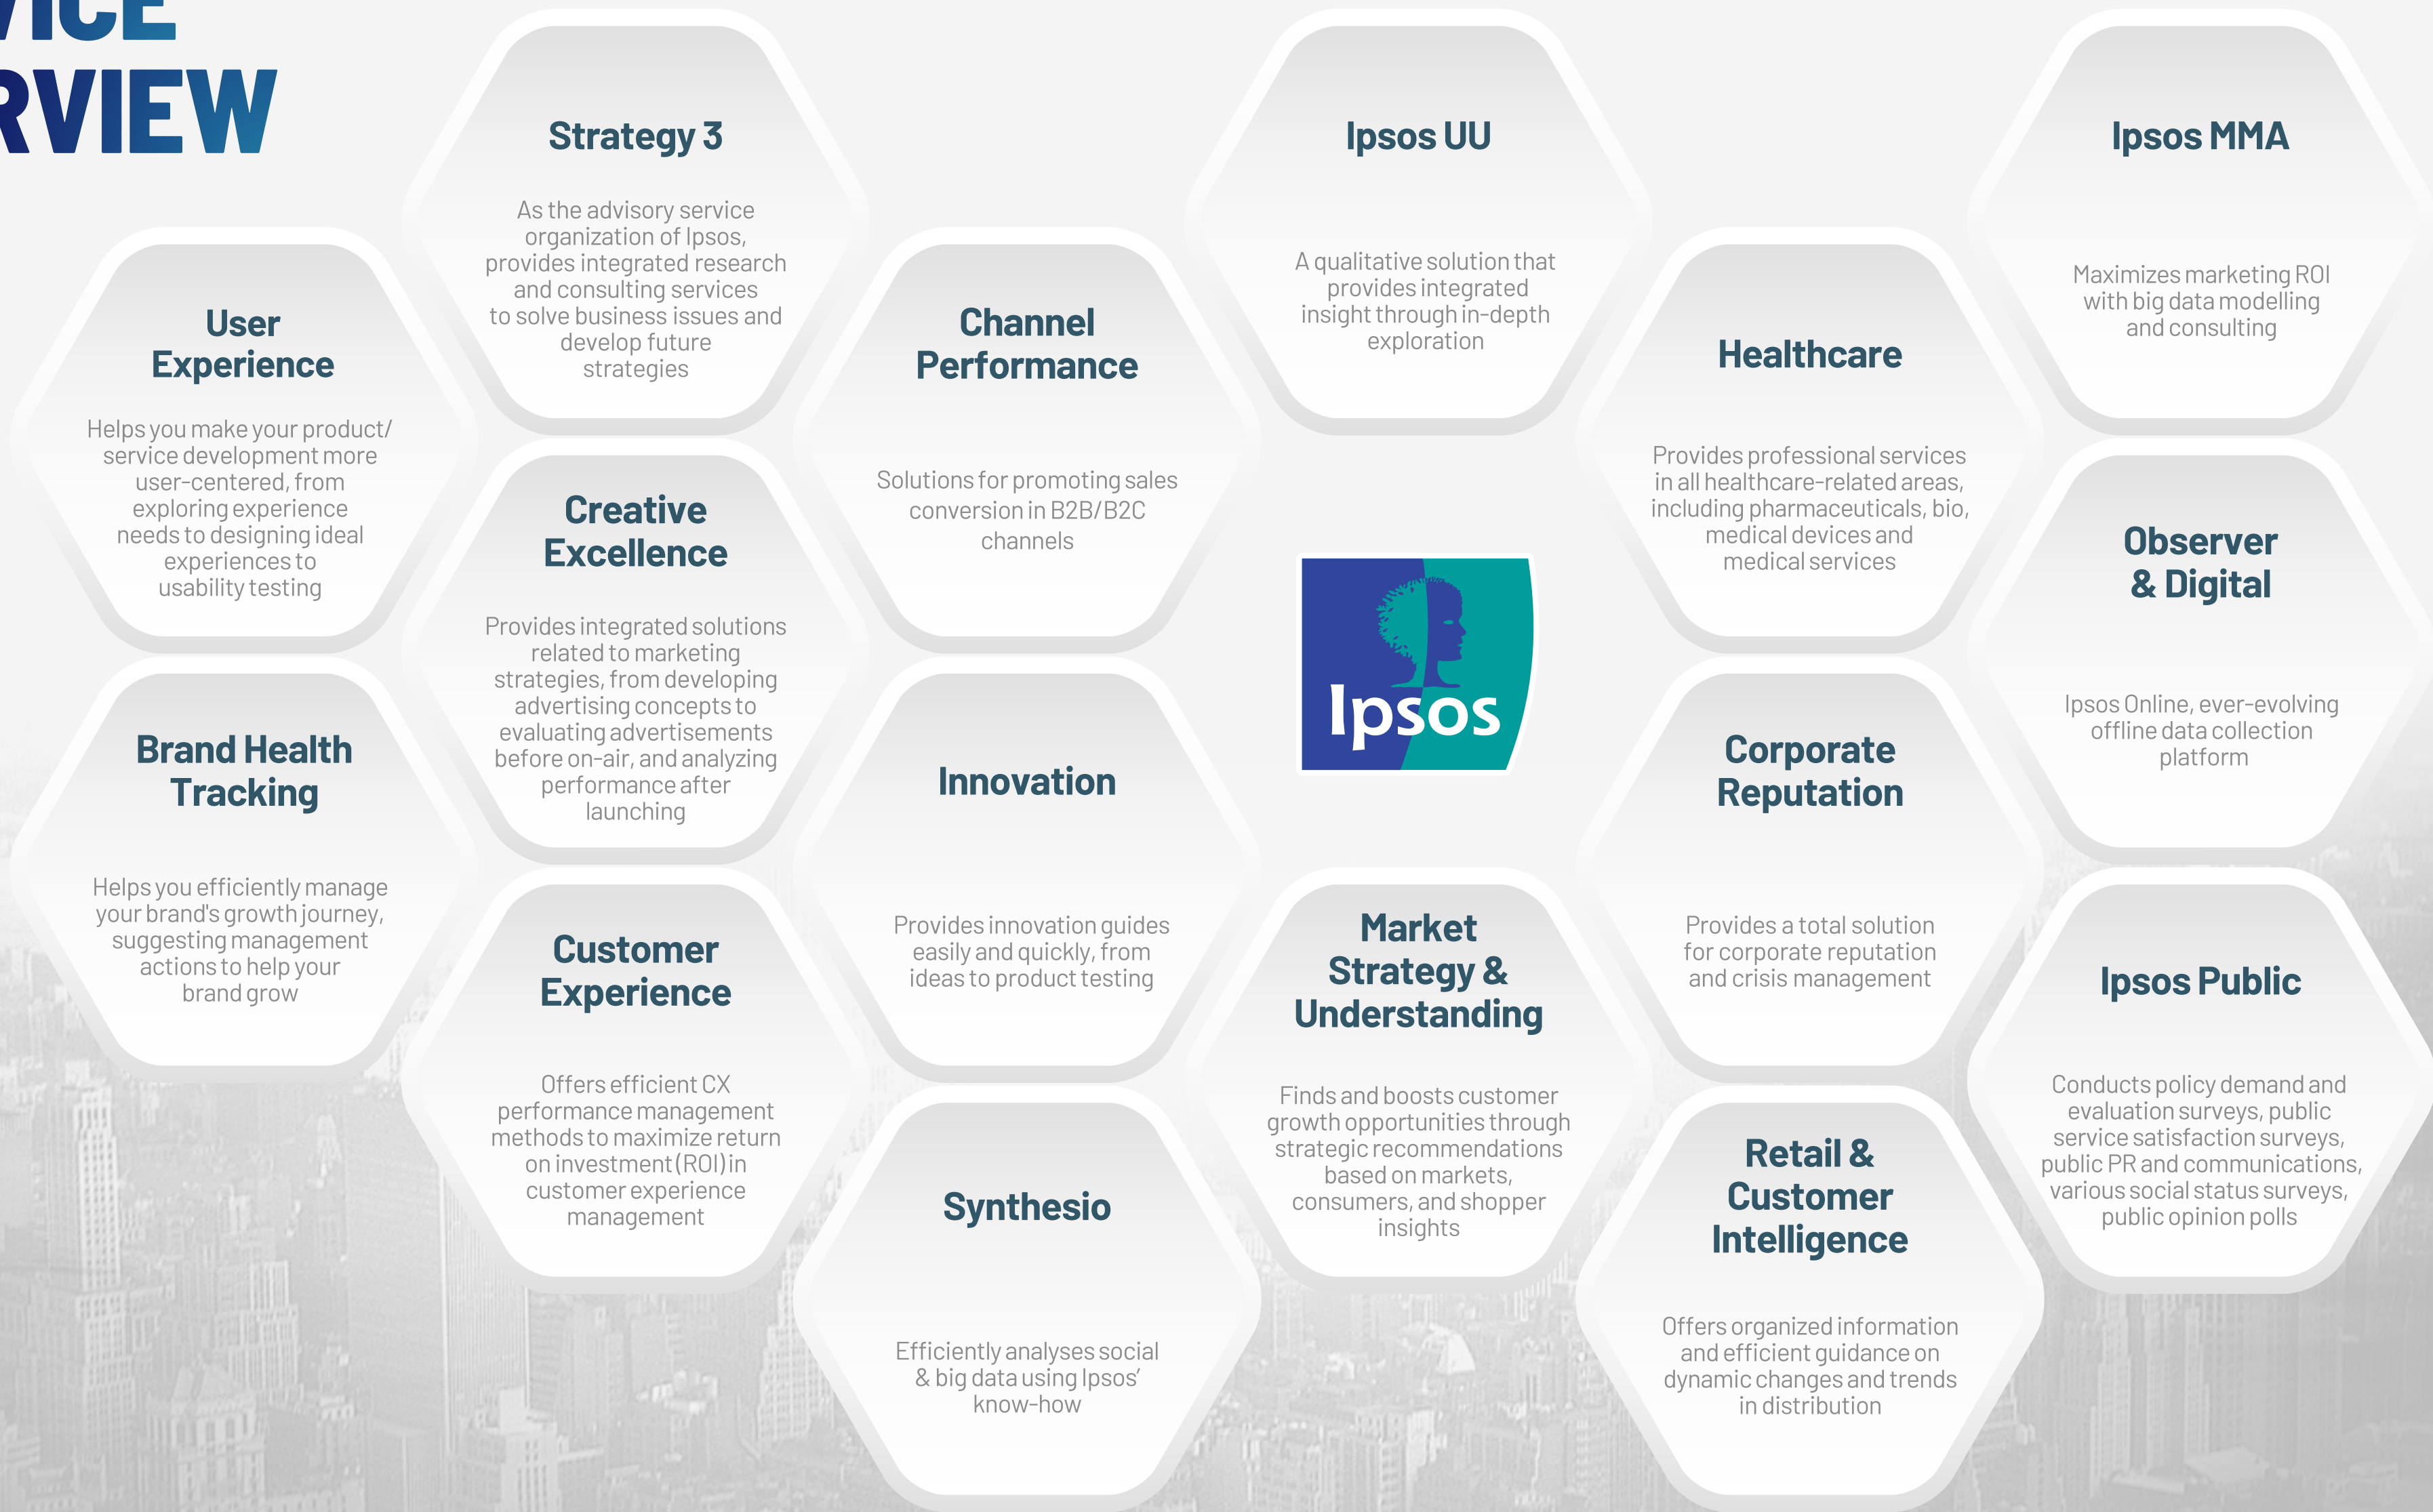 VICE
RVIEW
Strategy 3
As the advisory service
organization of Ipsos,
provides integrated research
and consulting services
to solve business issues and
develop future
strategies
Ipsos UU
A qualitative solution that
provides integrated
insight through in-depth
exploration
Ipsos MMA
Maximizes marketing ROI
with big data modelling
and consulting
User
Experience
Helps you make your product/
service development more
user-centered, from
exploring experience
needs to designing ideal
experiences to
usability testing
Channel
Performance
Solutions for promoting sales
conversion in B2B/B2C
channels
Healthcare
Provides professional services
in all healthcare-related areas,
including pharmaceuticals, bio,
medical devices and
medical services
Creative
Excellence
Provides integrated solutions
related to marketing
strategies, from developing
advertising concepts to
evaluating advertisements
before on-air, and analyzing
performance after
launching
Ipsos
Observer
& Digital
Ipsos Online, ever-evolving
offline data collection
platform
Brand Health
Tracking
Helps you efficiently manage
your brand's growth journey,
suggesting management
actions to help your
brand grow
Innovation
Provides innovation guides
easily and quickly, from
ideas to product testing
Corporate
Reputation
Provides a total solution
for corporate reputation
and crisis management
Customer
Experience
Offers efficient CX
performance management
methods to maximize return
on investment (ROI) in
customer experience
management
Market
Strategy &
Understanding
Finds and boosts customer
growth opportunities through
strategic recommendations
based on markets,
consumers, and shopper
insights
Ipsos Public
Conducts policy demand and
evaluation surveys, public
service satisfaction surveys,
public PR and communications,
various social status surveys,
public opinion polls
Synthesio
Efficiently analyses social
& big data using Ipsos’
know-how
Retail &
Customer
Intelligence
Offers organized information
and efficient guidance on
dynamic changes and trends
in distribution